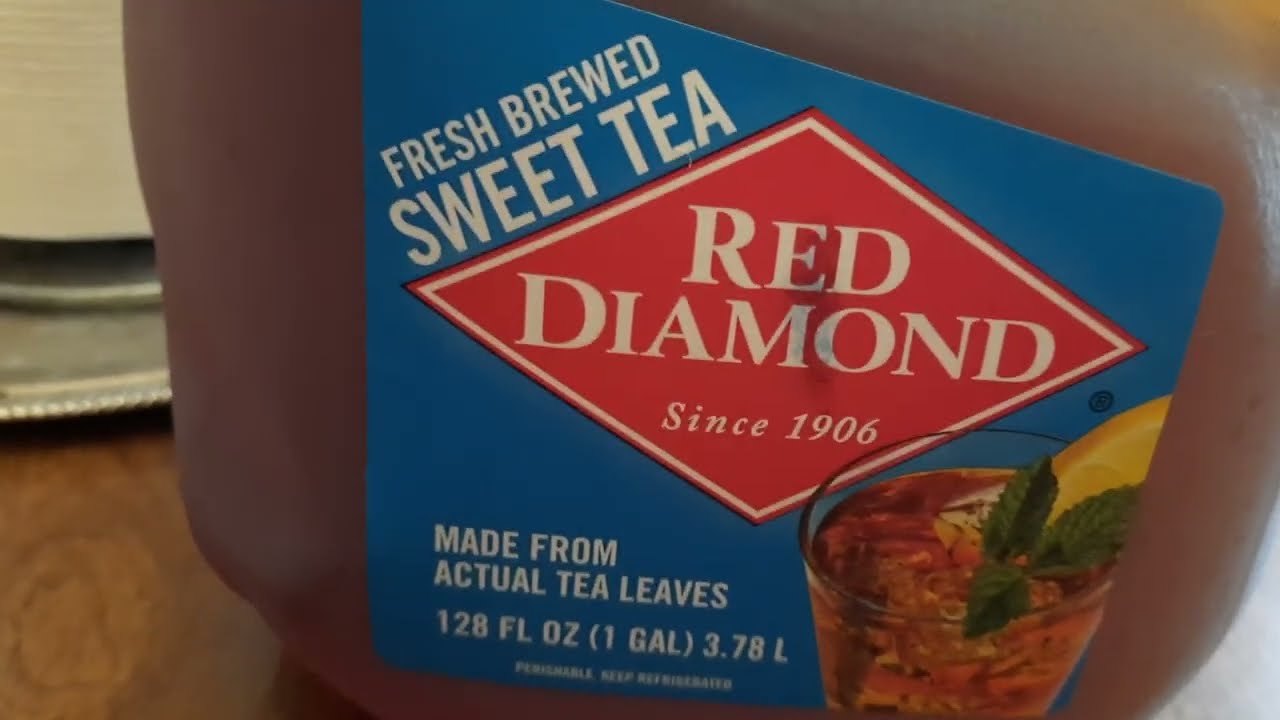 FRESH BREWED
SWEET TEA
RED
DIAMOND
®
Since 1906
MADE FROM
ACTUAL TEA LEAVES
128 FL OZ (1 GAL) 3.78 L
PERISHABLE. KEEP REFRIGERATED